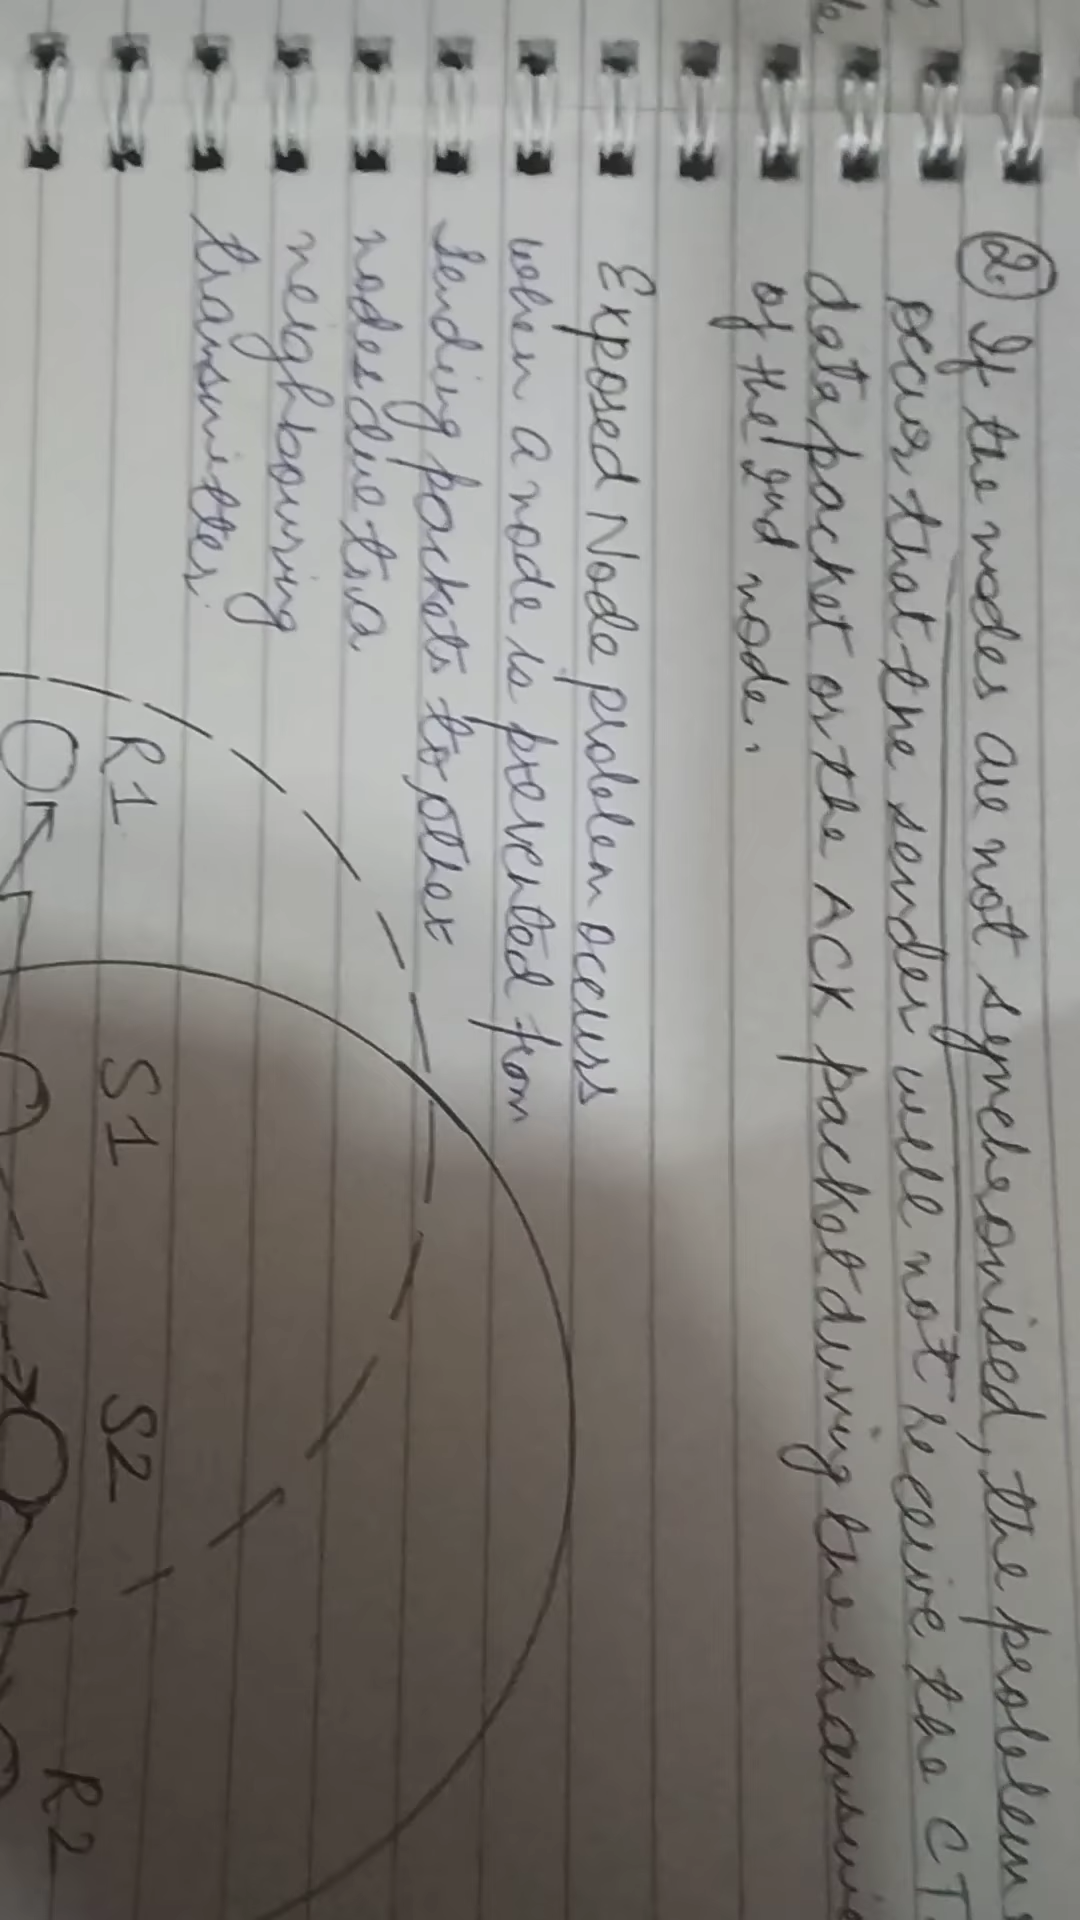 2. If the nodes are not synchronised, the problem
occurs that the sender will not receive the CT
data packet or the ACK packet during the
of the 2nd node.
Exposed Node problem occurs
when a node is prevented from
sending packets to other
nodes due to a
neighbouring
transmitter.
R1 S1 S2 R2